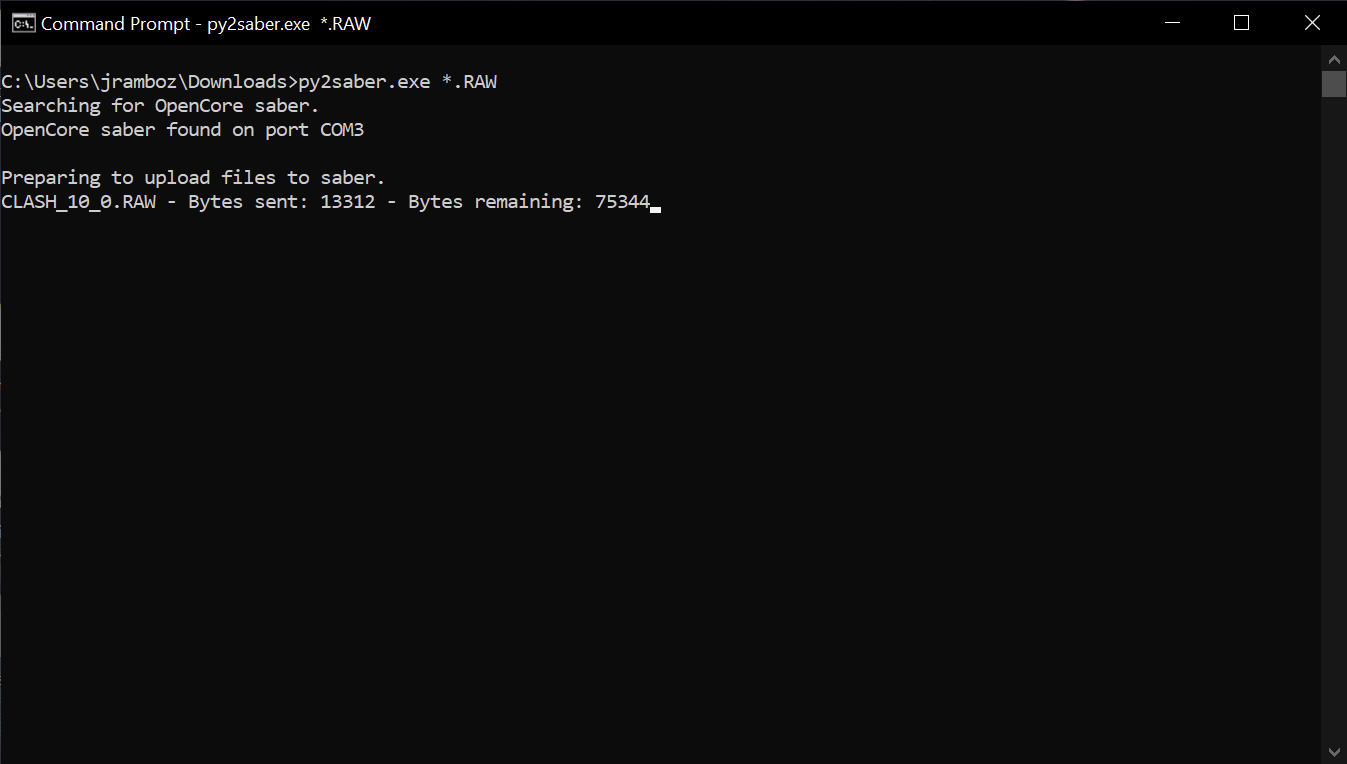 Command Prompt - py2saber.exe  *.RAW
C:\Users\jramboz\Downloads>py2saber.exe *.RAW
Searching for OpenCore saber.
OpenCore saber found on port COM3
Preparing to upload files to saber.
CLASH_10_0.RAW - Bytes sent: 13312 - Bytes remaining: 75344